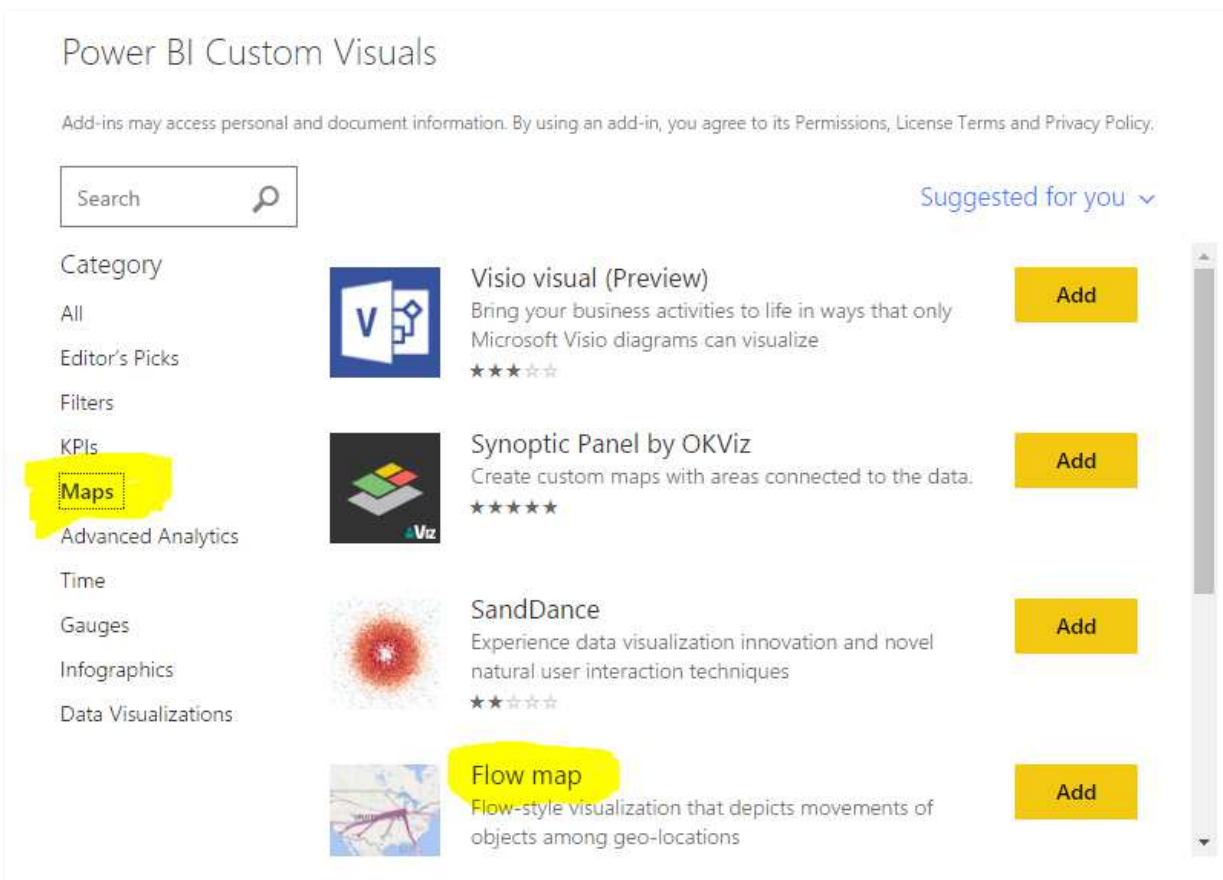 Power BI Custom Visuals
Add-ins may access personal and document information. By using an add-in, you agree to its Permissions, License Terms and Privacy Policy.
Search
Suggested for you
Category
All
Editor's Picks
Filters
KPIs
Maps
Advanced Analytics
Time
Gauges
Infographics
Data Visualizations
V
Visio visual (Preview)
Bring your business activities to life in ways that only
Microsoft Visio diagrams can visualize
★★★☆☆
Add
Viz
Synoptic Panel by OKViz
Create custom maps with areas connected to the data.
★★★★★
Add
SandDance
Experience data visualization innovation and novel
natural user interaction techniques
★★☆☆☆
Add
Flow map
Flow-style visualization that depicts movements of
objects among geo-locations
Add